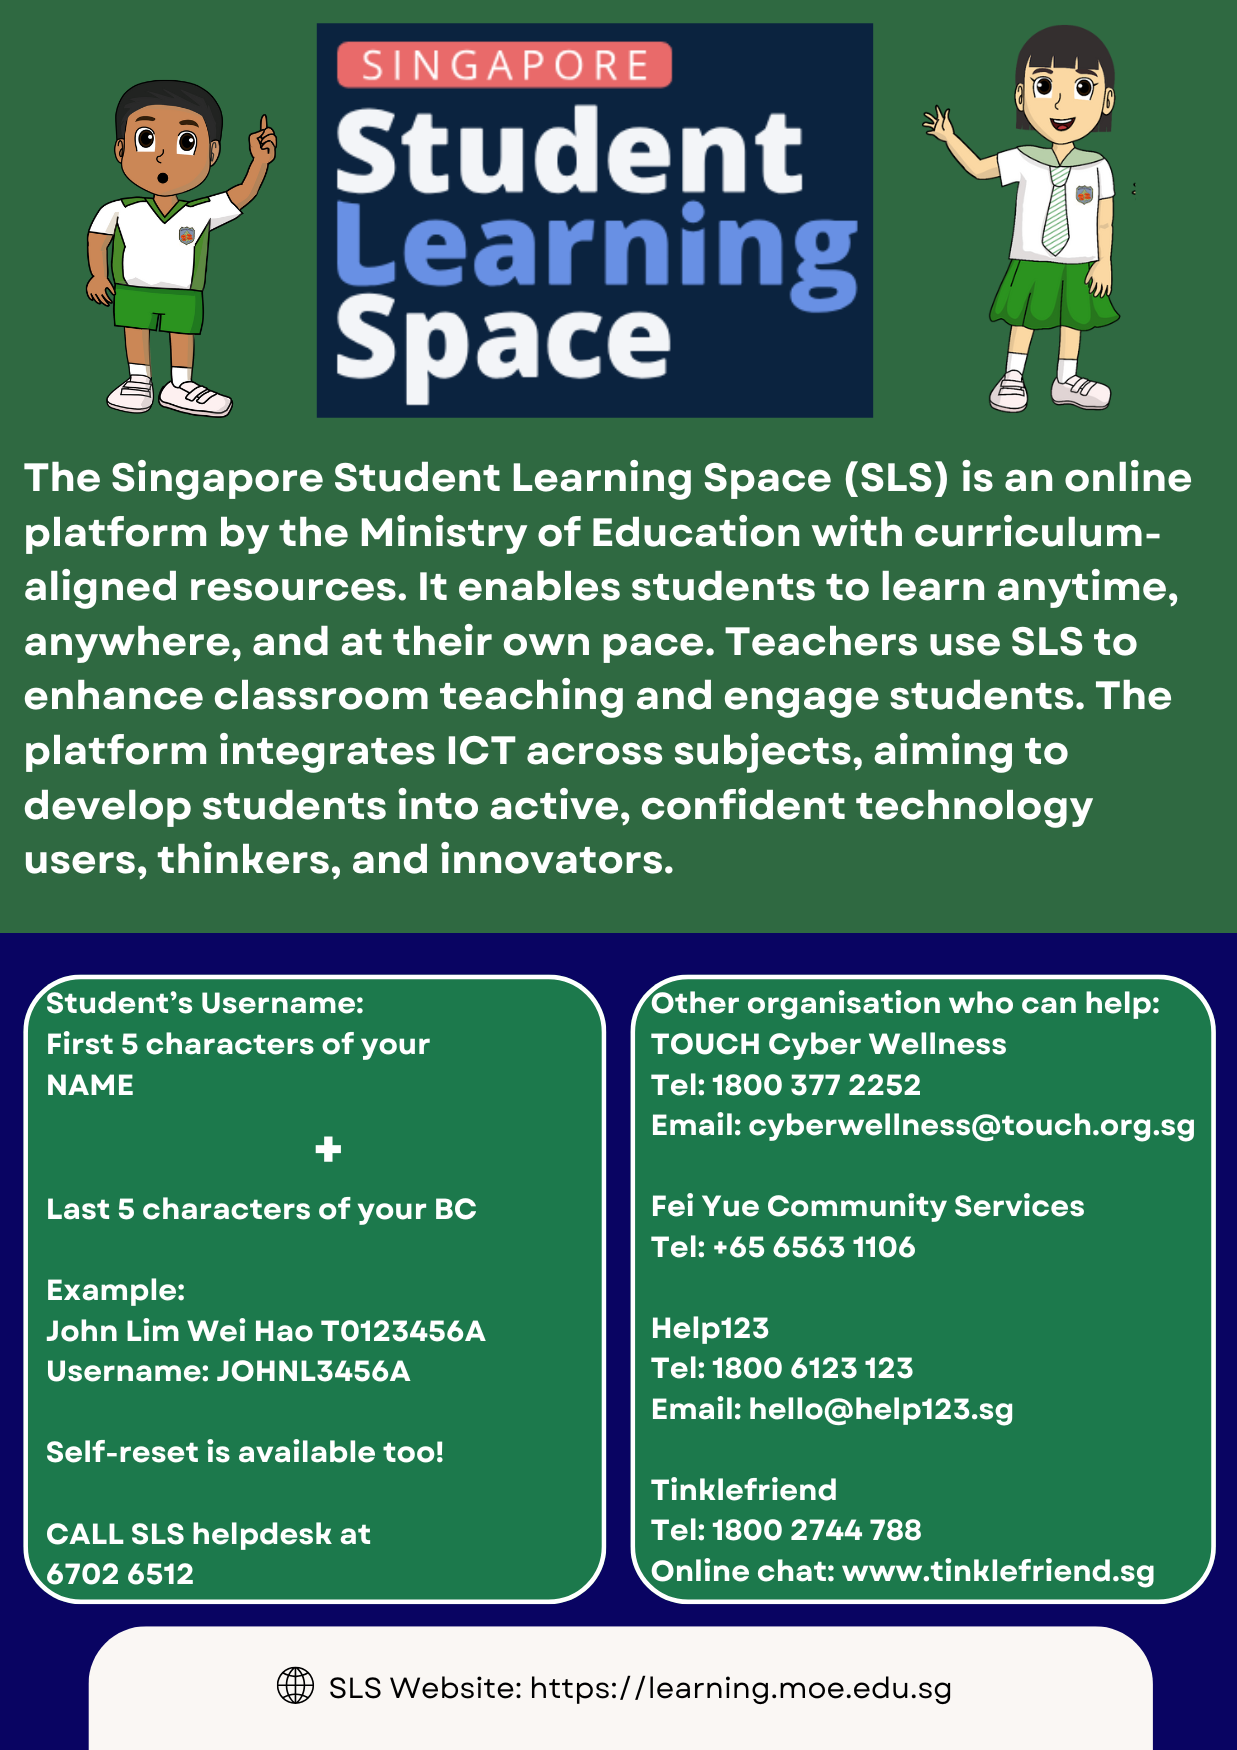 SINGAPORE
Student
Learning
Space
The Singapore Student Learning Space (SLS) is an online
platform by the Ministry of Education with curriculum-
aligned resources. It enables students to learn anytime,
anywhere, and at their own pace. Teachers use SLS to
enhance classroom teaching and engage students. The
platform integrates ICT across subjects, aiming to
develop students into active, confident technology
users, thinkers, and innovators.
Student’s Username:
First 5 characters of your
NAME
+
Last 5 characters of your BC
Example:
John Lim Wei Hao T0123456A
Username: JOHNL3456A
Self-reset is available too!
CALL SLS helpdesk at
6702 6512
Other organisation who can help:
TOUCH Cyber Wellness
Tel: 1800 377 2252
Email: cyberwellness@touch.org.sg
Fei Yue Community Services
Tel: +65 6563 1106
Help123
Tel: 1800 6123 123
Email: hello@help123.sg
Tinklefriend
Tel: 1800 2744 788
Online chat: www.tinklefriend.sg
SLS Website: https://learning.moe.edu.sg